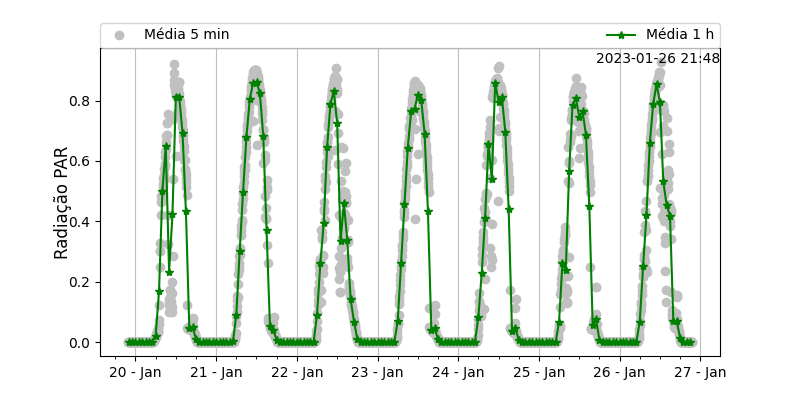 Média 5 min
Média 1 h
2023-01-26 21:48
Radiação PAR
0.8
0.6
0.4
0.2
0.0
20 - Jan
21 - Jan
22 - Jan
23 - Jan
24 - Jan
25 - Jan
26 - Jan
27 - Jan